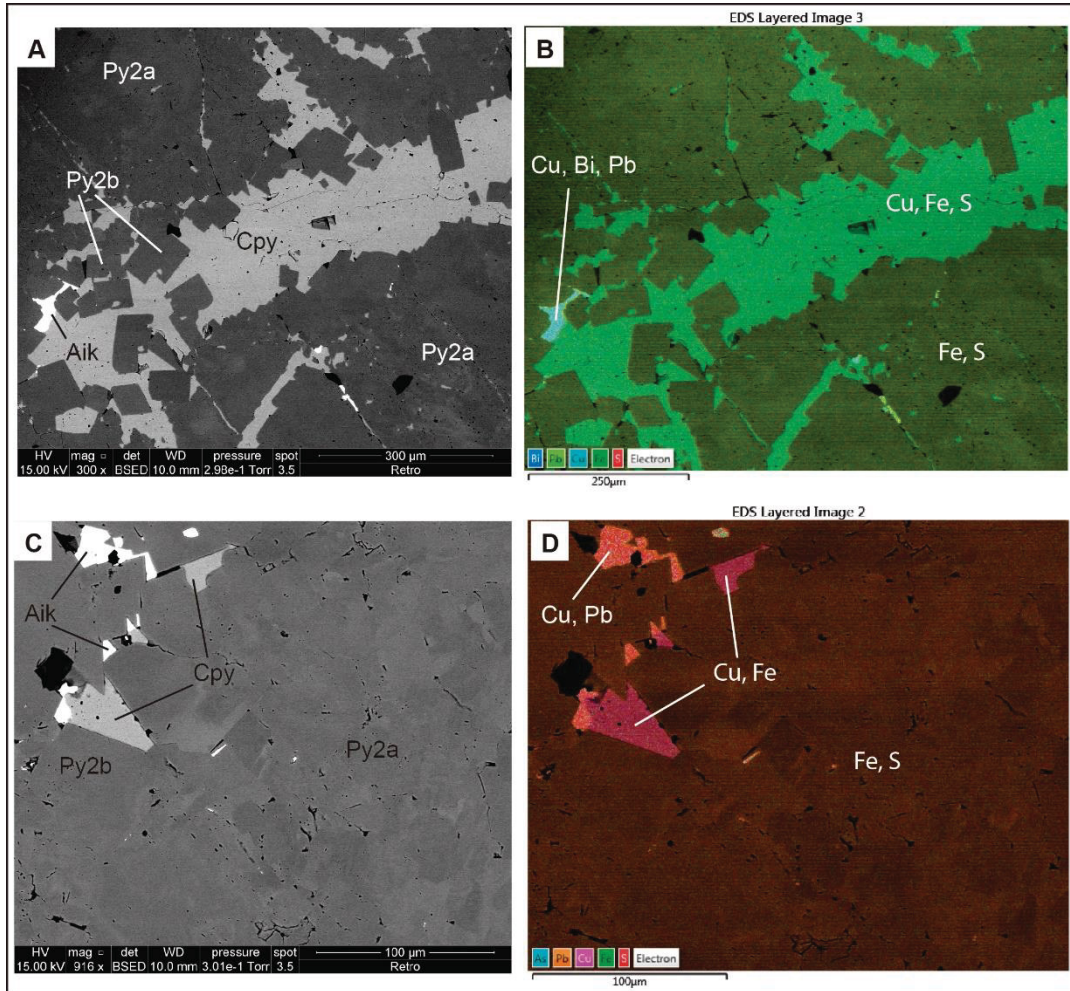 A
Py2a
Py2b
Cpy
Aik
Py2a
HV mag □ det WD pressure spot
300 µm
15.00 kV 300 x BSED 10.0 mm 2.98e-1 Torr 3.5
Retro
EDS Layered Image 3
B
Cu, Bi, Pb
Cu, Fe, S
Fe, S
Bi Pb Cu Fe S Electron
250µm
C
Aik
Cpy
Py2b
Py2a
HV mag □ det WD pressure spot
100 µm
15.00 kV 916 x BSED 10.0 mm 3.01e-1 Torr 3.5
Retro
EDS Layered Image 2
D
Cu, Pb
Cu, Fe
Fe, S
As Pb Cu Fe S Electron
100µm